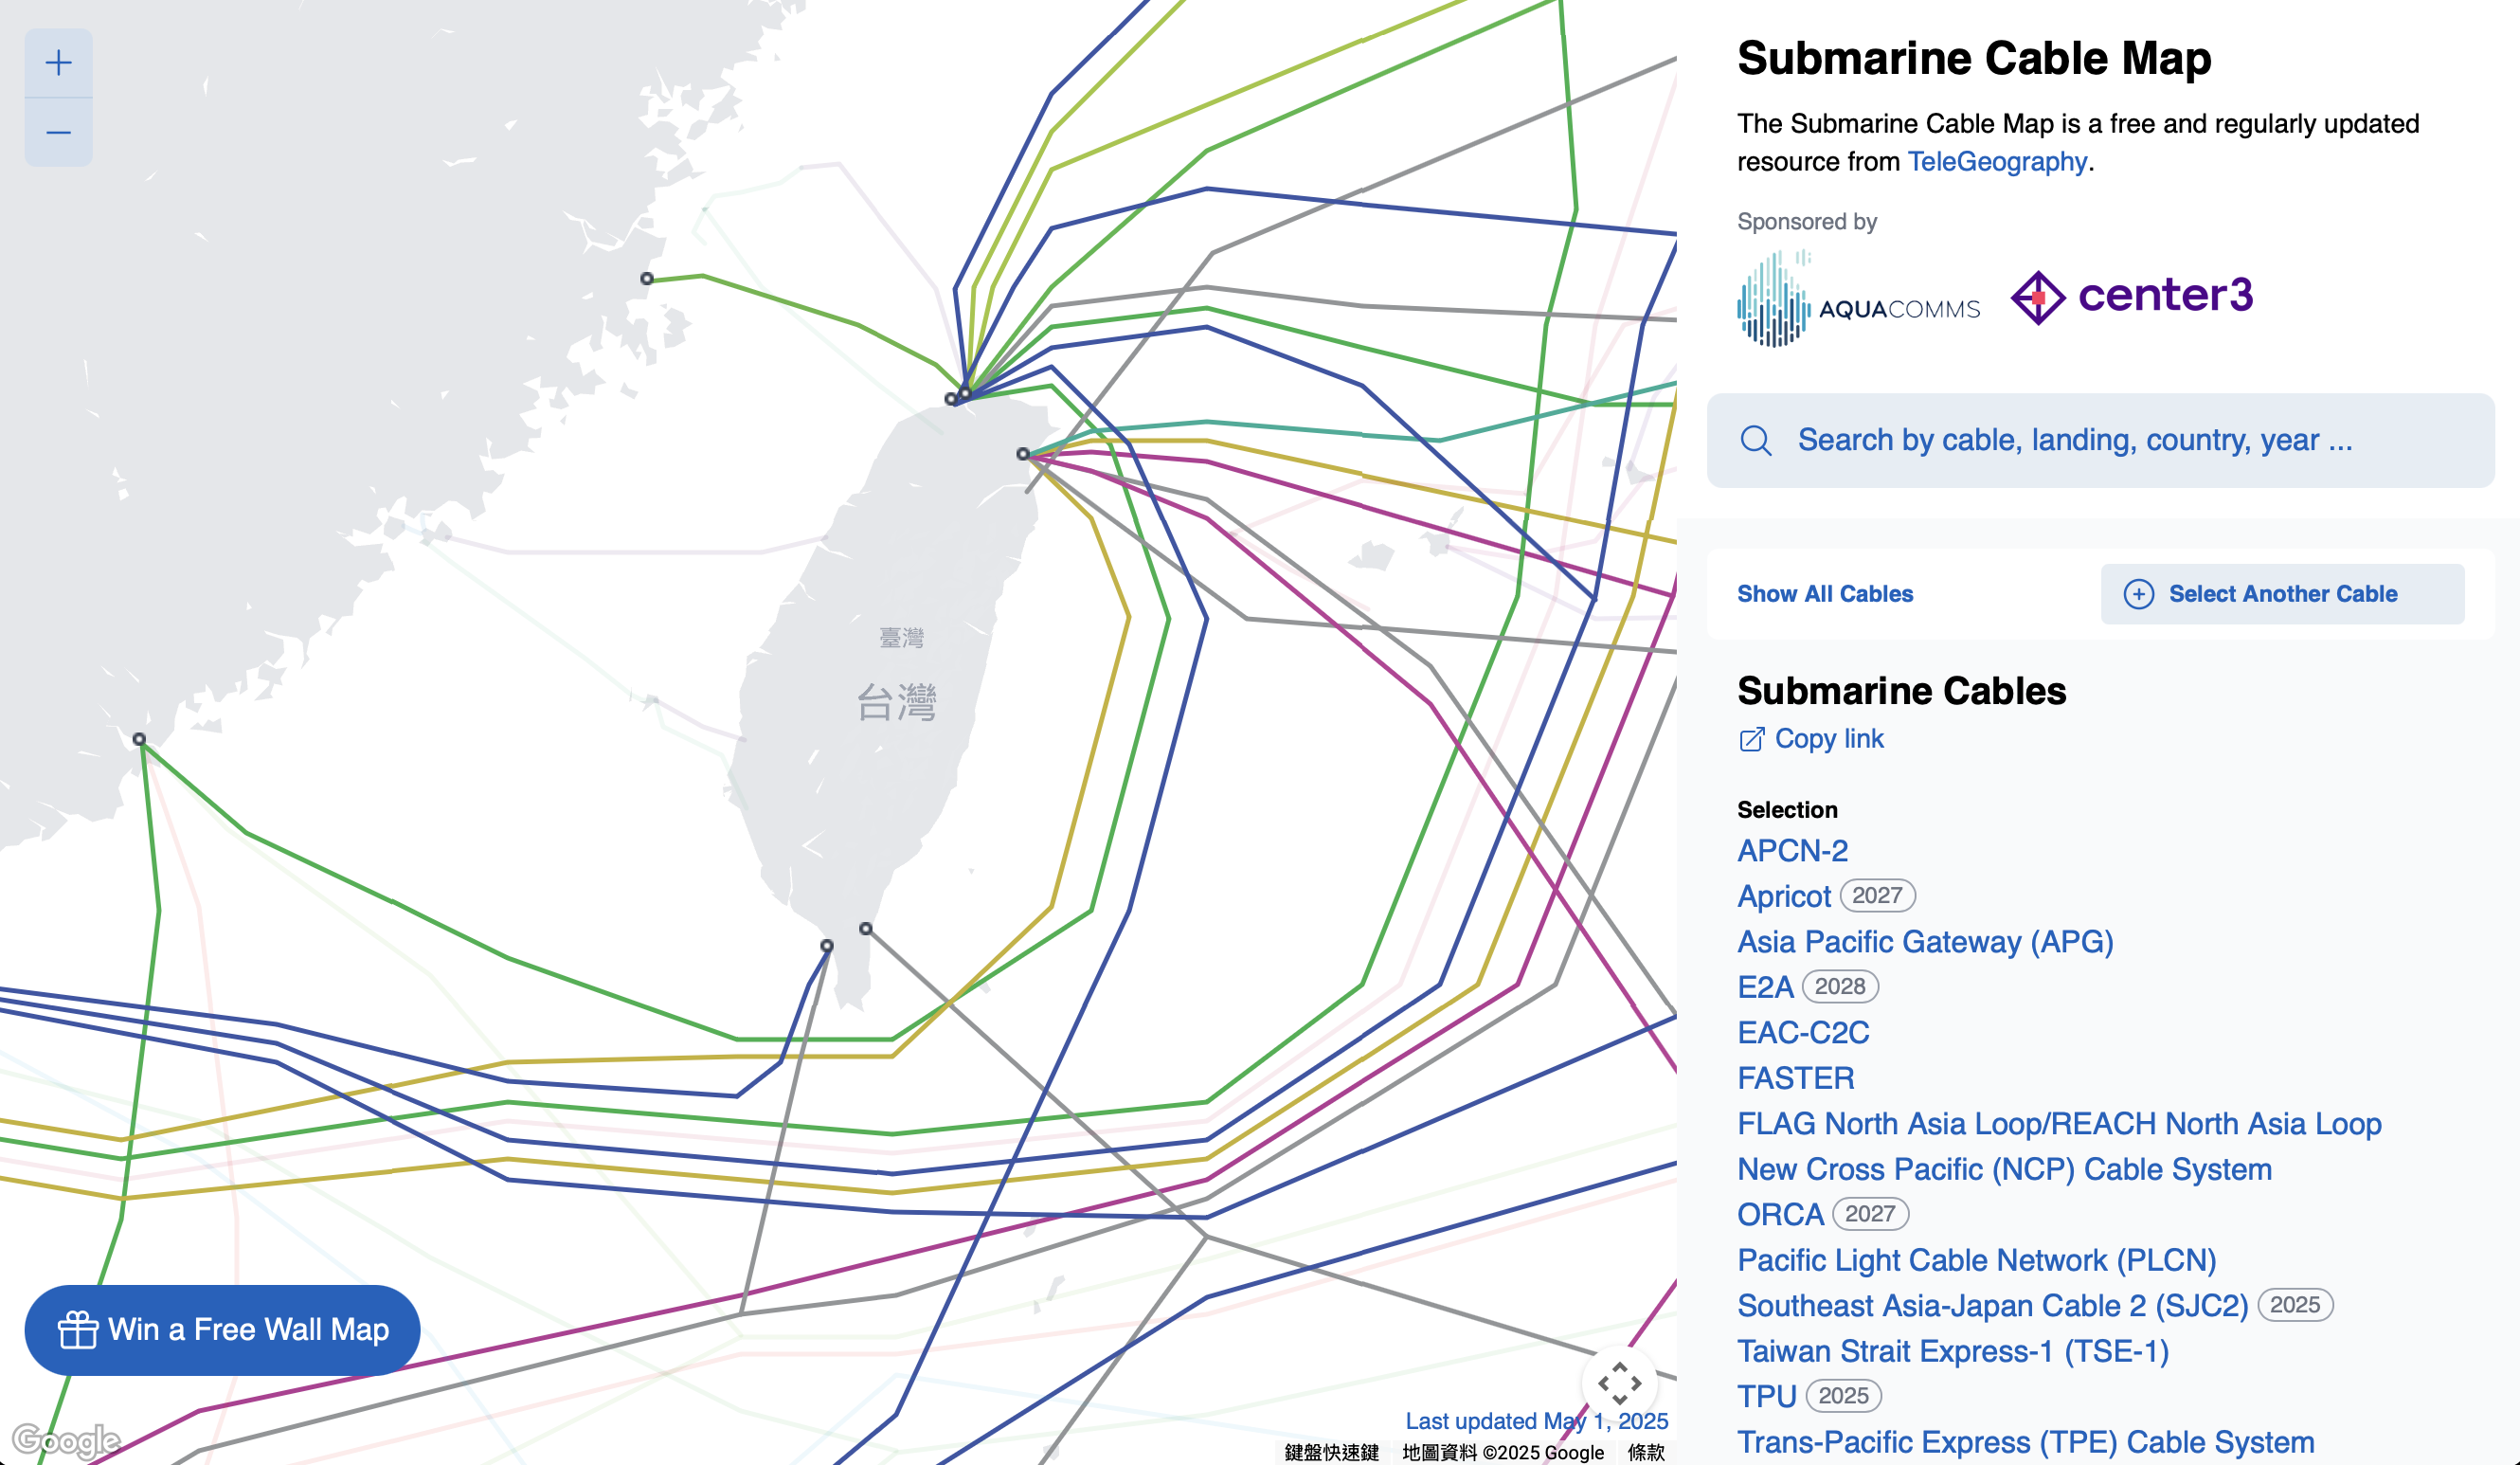 +
−
臺灣
台灣
Win a Free Wall Map
Google
Last updated May 1, 2025
鍵盤快速鍵 地圖資料 ©2025 Google 條款
Submarine Cable Map
The Submarine Cable Map is a free and regularly updated
resource from TeleGeography.
Sponsored by
AQUACOMMS center3
Search by cable, landing, country, year ...
Show All Cables Select Another Cable
Submarine Cables
Copy link
Selection
APCN-2
Apricot 2027
Asia Pacific Gateway (APG)
E2A 2028
EAC-C2C
FASTER
FLAG North Asia Loop/REACH North Asia Loop
New Cross Pacific (NCP) Cable System
ORCA 2027
Pacific Light Cable Network (PLCN)
Southeast Asia-Japan Cable 2 (SJC2) 2025
Taiwan Strait Express-1 (TSE-1)
TPU 2025
Trans-Pacific Express (TPE) Cable System